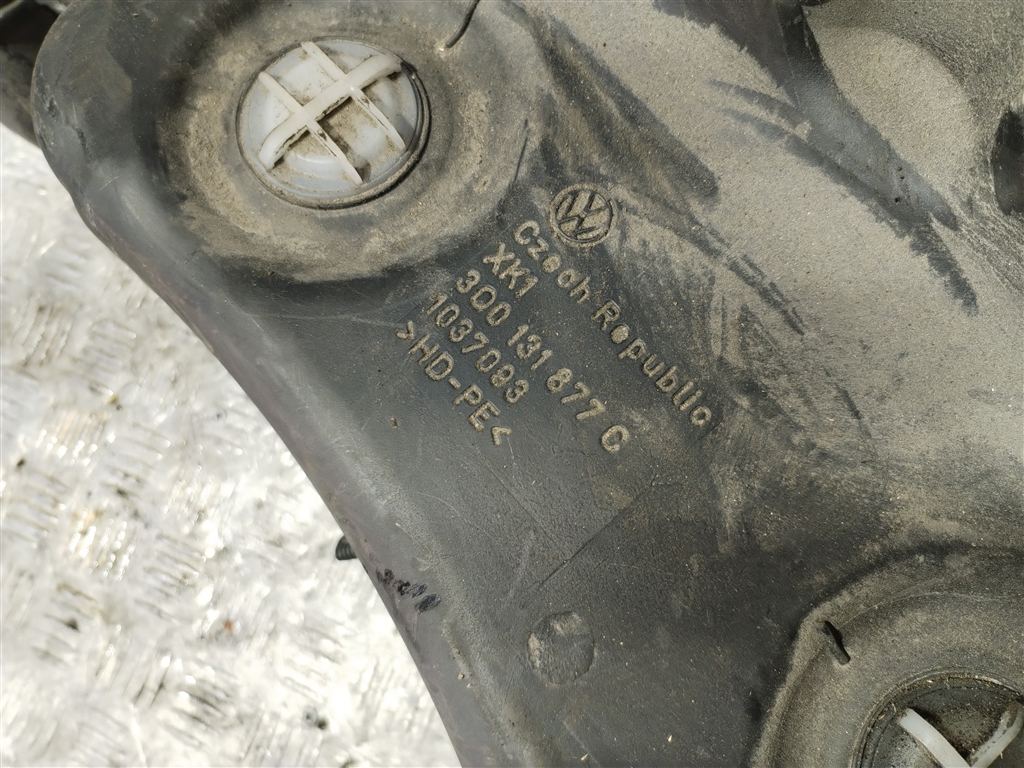 Czech Republic
XK1
3Q0 131 877 C
1037093
>HD-PE<